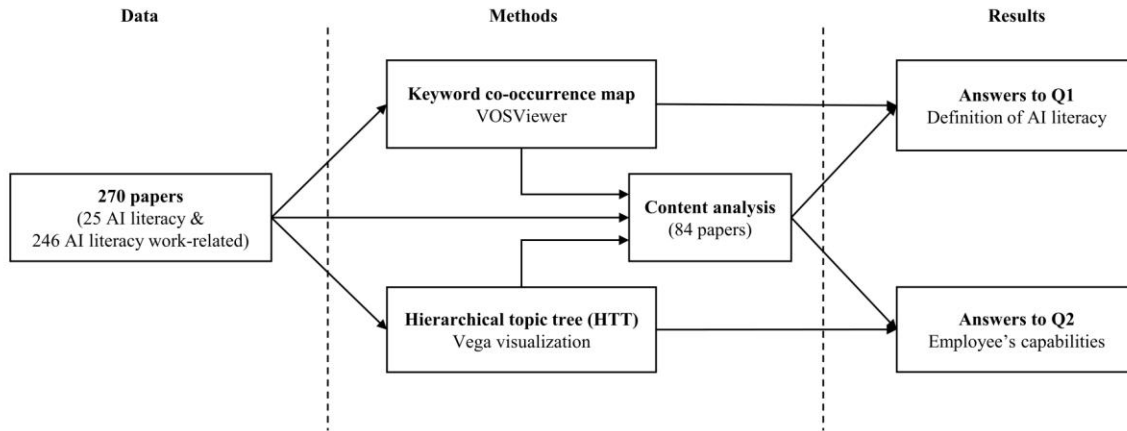 Data
Methods
Results
Keyword co-occurrence map
VOSViewer
Answers to Q1
Definition of AI literacy
270 papers
(25 AI literacy &
246 AI literacy work-related)
Content analysis
(84 papers)
Hierarchical topic tree (HTT)
Vega visualization
Answers to Q2
Employee’s capabilities